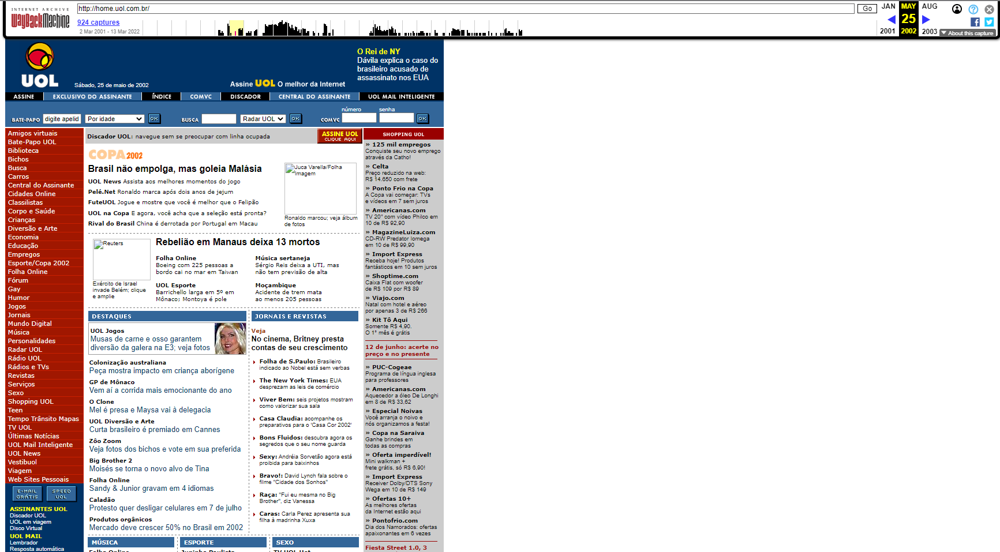 INTERNET ARCHIVE
WayBackMachine
http://home.uol.com.br/
Go
JAN
MAY
AUG
924 captures
25
2 Mar 2001 - 13 Mar 2022
2001
2002
2003
About this capture
UOL
Sábado, 25 de maio de 2002
Assine UOL O melhor da Internet
O Rei de NY
Dávila explica o caso do
brasileiro acusado de
assassinato nos EUA
ASSINE
EXCLUSIVO DO ASSINANTE
ÍNDICE
COMVC
DISCADOR
CENTRAL DO ASSINANTE
UOL MAIL INTELIGENTE
BATE-PAPO
digite apelid
Por idade
OK
BUSCA
Radar UOL
OK
COMVC
número
senha
OK
Amigos virtuais
Bate-Papo UOL
Biblioteca
Bichos
Busca
Carros
Central do Assinante
Cidades Online
Classilistas
Corpo e Saúde
Crianças
Diversão e Arte
Economia
Educação
Empregos
Esporte/Copa 2002
Folha Online
Fórum
Gay
Humor
Jogos
Jornais
Mundo Digital
Música
Personalidades
Radar UOL
Rádio UOL
Rádios e TVs
Revistas
Serviços
Sexo
Shopping UOL
Teen
Tempo Trânsito Mapas
TV UOL
Últimas Notícias
UOL Mail Inteligente
UOL News
Vestibuol
Viagem
Web Sites Pessoais
E-MAIL
GRÁTIS
SPEED
UOL
ASSINANTES UOL
Discador UOL
UOL em viagem
Disco Virtual
UOL MAIL
Lembrador
Resposta automática
Discador UOL: navegue sem se preocupar com linha ocupada
ASSINE UOL
CLIQUE AQUI
COPA 2002
Brasil não empolga, mas goleia Malásia
UOL News Assista aos melhores momentos do jogo
Pelé.Net Ronaldo marca após dois anos de jejum
FuteUOL Jogue e mostre que você é melhor que o Felipão
UOL na Copa E agora, você acha que a seleção está pronta?
Rival do Brasil China é derrotada por Portugal em Macau
Juca Varella/Folha
Imagem
Ronaldo marcou; veja álbum
de fotos
Reuters
Exército de Israel
invade Belém; clique
e amplie
Rebelião em Manaus deixa 13 mortos
Folha Online
Boeing com 225 pessoas a
bordo cai no mar em Taiwan
Música sertaneja
Sérgio Reis deixa a UTI, mas
não tem previsão de alta
UOL Esporte
Barrichello larga em 5º em
Mônaco; Montoya é pole
Moçambique
Acidente de trem mata
ao menos 205 pessoas
DESTAQUES
UOL Jogos
Musas de carne e osso garantem
diversão da galera na E3; veja fotos
Colonização australiana
Peça mostra impacto em criança aborígene
GP de Mônaco
Vem aí a corrida mais emocionante do ano
O Clone
Mel é presa e Maysa vai à delegacia
UOL Diversão e Arte
Curta brasileiro é premiado em Cannes
Zôo Zoom
Veja fotos dos bichos e vote em sua preferida
Big Brother 2
Moisés se torna o novo alvo de Tina
Folha Online
Sandy & Junior gravam em 4 idiomas
Caladão
Protesto quer desligar celulares em 7 de julho
Produtos orgânicos
Mercado deve crescer 50% no Brasil em 2002
JORNAIS E REVISTAS
Veja
No cinema, Britney presta
contas de seu crescimento
Folha de S.Paulo: Brasileiro
indicado ao Nobel está sem verbas
The New York Times: EUA
desprezam as leis de comércio
Viver Bem: seis projetos mostram
como valorizar sua sala
Casa Claudia: acompanhe os
preparativos para o 'Casa Cor 2002'
Bons Fluidos: descubra agora os
segredos que o seu nome guarda
Sexy: Andréia Sorvetão agora está
proibida para baixinhos
Bravo!: David Lynch fala sobre o
filme "Cidade dos Sonhos"
Raça: "Fui eu mesma no Big
Brother", diz Vanessa
Caras: Carla Perez apresenta sua
filha à madrinha Xuxa
MÚSICA
ESPORTE
SEXO
Folha Online
Juninho Paulista
TV UOL Hot
SHOPPING UOL
» 125 mil empregos
Conquiste seu novo emprego
através da Catho!
» Celta
Preço reduzido na web:
R$ 14.650 com frete
» Ponto Frio na Copa
A Copa vai começar: TVs
e vídeos em 7 sem juros
» Americanas.com
TV 20" com vídeo Philco em
10 de R$ 92,90
» MagazineLuiza.com
CD-RW Predator Iomega
em 10 de R$ 99,90
» Import Express
Receba hoje! Produtos
fantásticos em 10 sem juros
» Shoptime.com
Caixa Flat com woofer
de R$ 109 por R$ 89
» Viajo.com
Natal com hotel e aéreo
por apenas 3 de R$ 266
» Kit Tô Aqui
Somente R$ 4,90.
O 1° mês é grátis
12 de junho: acerte no
preço e no presente
» PUC-Cogeae
Programa de língua inglesa
para professores
» Americanas.com
Aquecedor a óleo De Longhi
em 8 de R$ 33,62
» Especial Noivas
Você arranja o noivo e
nós organizamos a festa!
» Copa na Saraiva
Ganhe brindes em
todas as compras
» Oferta imperdível!
Mini walkman +
frete grátis, só R$ 6,90!
» Import Express
Receiver Dolby/DTS Sony
Wega em 10 de R$ 149
» Ofertas 10+
As melhores ofertas
da Internet estão aqui
» Pontofrio.com
Dia dos Namorados: ofertas
apaixonantes em 6 vezes
Fiesta Street 1.0, 3